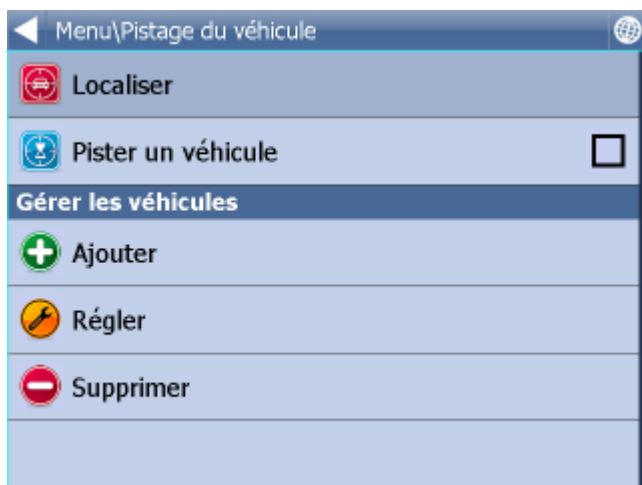 Menu\Pistage du véhicule
Localiser
Pister un véhicule
Gérer les véhicules
Ajouter
Régler
Supprimer